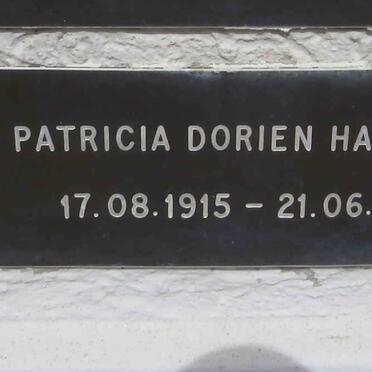 PATRICIA DORIEN HA
17.08.1915 - 21.06.